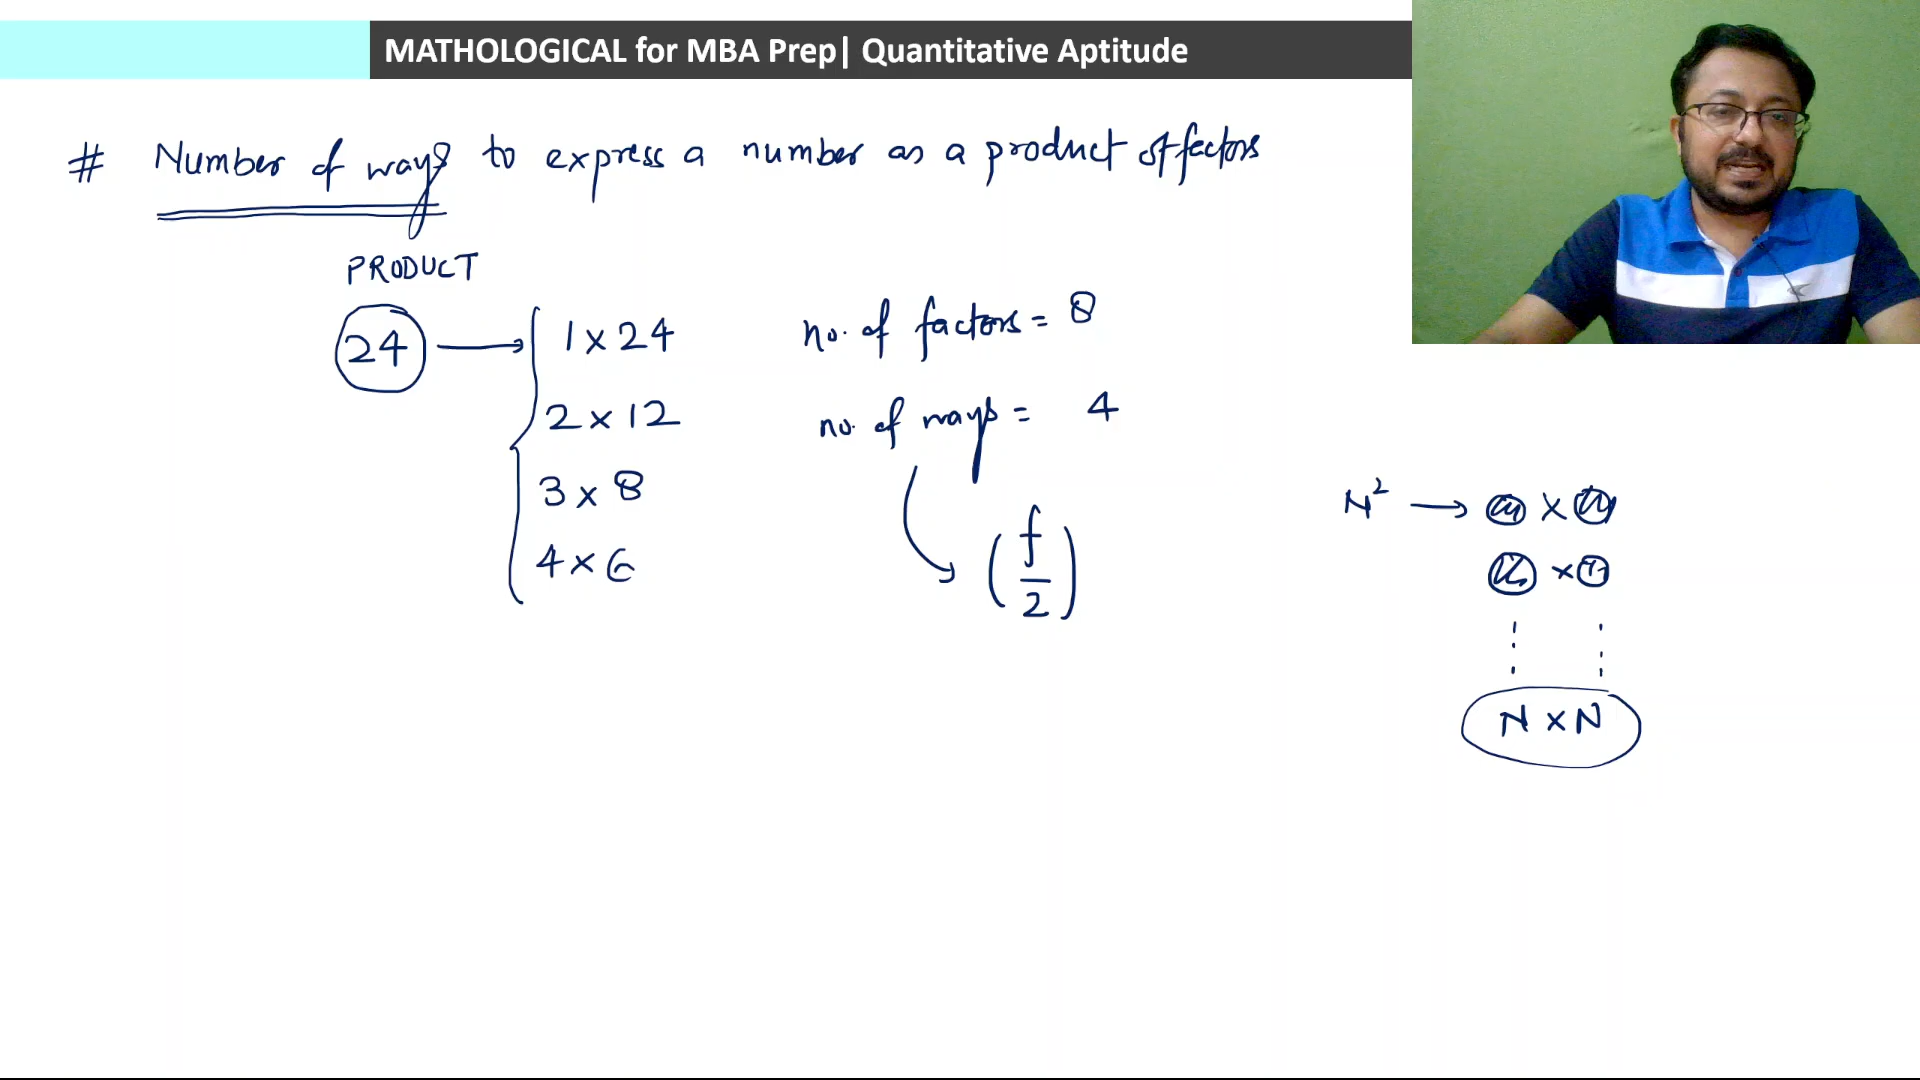 MATHOLOGICAL for MBA Prep| Quantitative Aptitude
# Number of ways to express a number as a product of factors
PRODUCT
24 → 1 x 24
2 x 12
3 x 8
4 x 6
no. of factors = 8
no. of ways = 4
(f/2)
N² → x
x
N x N